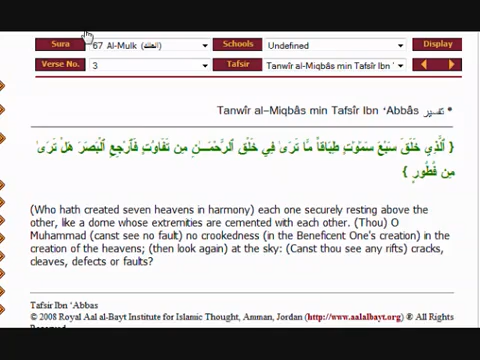 Sura 67 Al-Mulk (الملك) Schools Undefined Display
Verse No. 3 Tafsir Tanwîr al-Miqbâs min Tafsîr Ibn ‘
* تفسير Tanwîr al-Miqbâs min Tafsîr Ibn ‘Abbâs
{ ٱلَّذِي خَلَقَ سَبْعَ سَمَٰوَٰتٍ طِبَاقاً مَّا تَرَىٰ فِي خَلْقِ ٱلرَّحْمَـٰنِ مِن تَفَاوُتٍ فَٱرْجِعِ ٱلْبَصَرَ هَلْ تَرَىٰ
مِن فُطُورٍ }
(Who hath created seven heavens in harmony) each one securely resting above the
other, like a dome whose extremities are cemented with each other. (Thou) O
Muhammad (canst see no fault) no crookedness (in the Beneficent One's creation) in the
creation of the heavens; (then look again) at the sky: (Canst thou see any rifts) cracks,
cleaves, defects or faults?
Tafsir Ibn ‘Abbas
© 2008 Royal Aal al-Bayt Institute for Islamic Thought, Amman, Jordan (http://www.aalalbayt.org) ® All Rights
Reserved